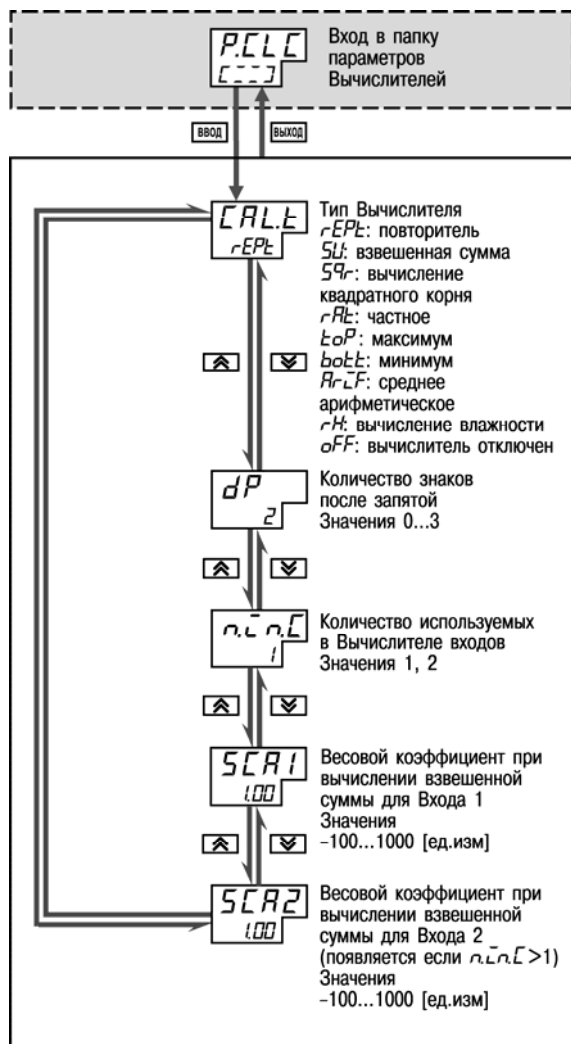 P.CLC
[---]
Вход в папку
параметров
Вычислителей
ВВОД
ВЫХОД
CAL.t
rEPt
Тип Вычислителя
rEPt: повторитель
SU: взвешенная сумма
Sqr: вычисление
квадратного корня
rAt: частное
toP: максимум
bott: минимум
AriF: среднее
арифметическое
rH: вычисление влажности
oFF: вычислитель отключен
dP
2
Количество знаков
после запятой
Значения 0...3
n.in.C
1
Количество используемых
в Вычислителе входов
Значения 1, 2
SCA1
1.00
Весовой коэффициент при
вычислении взвешенной
суммы для Входа 1
Значения
-100...1000 [ед.изм]
SCA2
1.00
Весовой коэффициент при
вычислении взвешенной
суммы для Входа 2
(появляется если n.in.C>1)
Значения
-100...1000 [ед.изм]